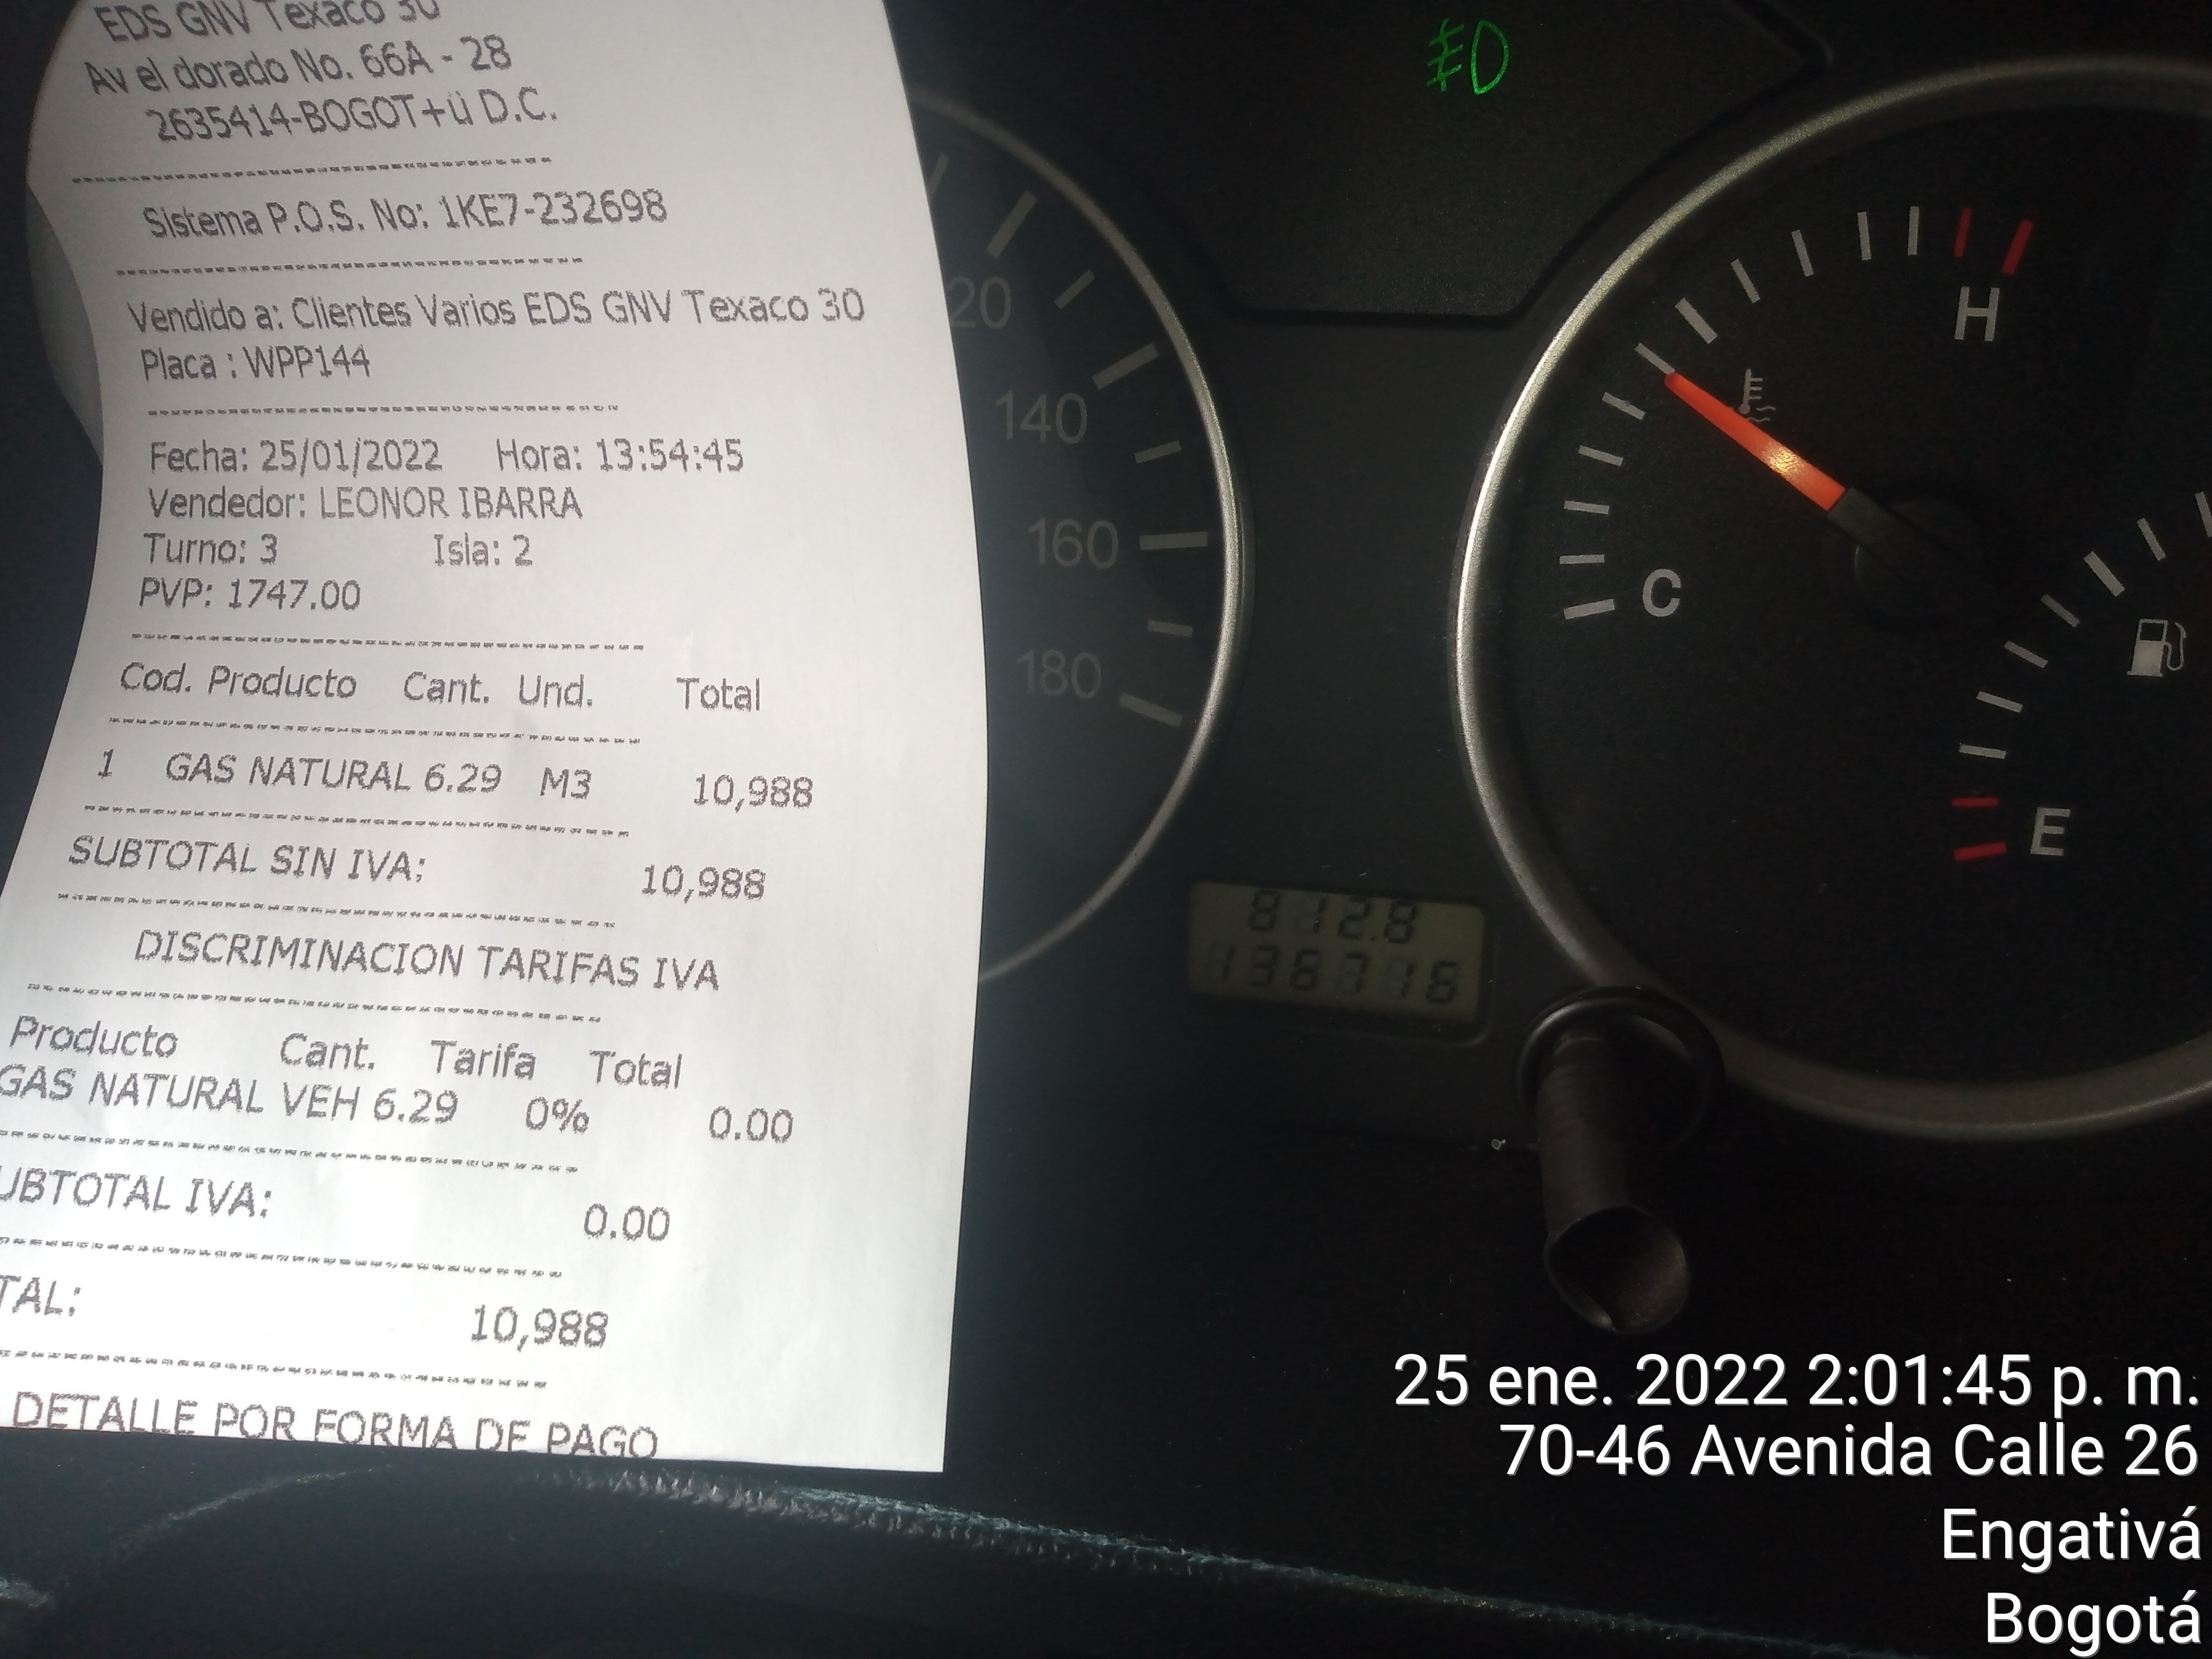 EDS GNV Texaco 30
Av el dorado No. 66A - 28
2635414-BOGOT+ü D.C.
Sistema P.O.S. No: 1KE7-232698
Vendido a: Clientes Varios EDS GNV Texaco 30
Placa : WPP144
Fecha: 25/01/2022 Hora: 13:54:45
Vendedor: LEONOR IBARRA
Turno: 3 Isla: 2
PVP: 1747.00
Cod. Producto Cant. Und. Total
1 GAS NATURAL 6.29 M3 10,988
SUBTOTAL SIN IVA: 10,988
DISCRIMINACION TARIFAS IVA
Producto Cant. Tarifa Total
GAS NATURAL VEH 6.29 0% 0.00
UBTOTAL IVA: 0.00
TAL: 10,988
DETALLE POR FORMA DE PAGO
20
140
160
180
H
C
E
812.8
136716
25 ene. 2022 2:01:45 p. m.
70-46 Avenida Calle 26
Engativá
Bogotá